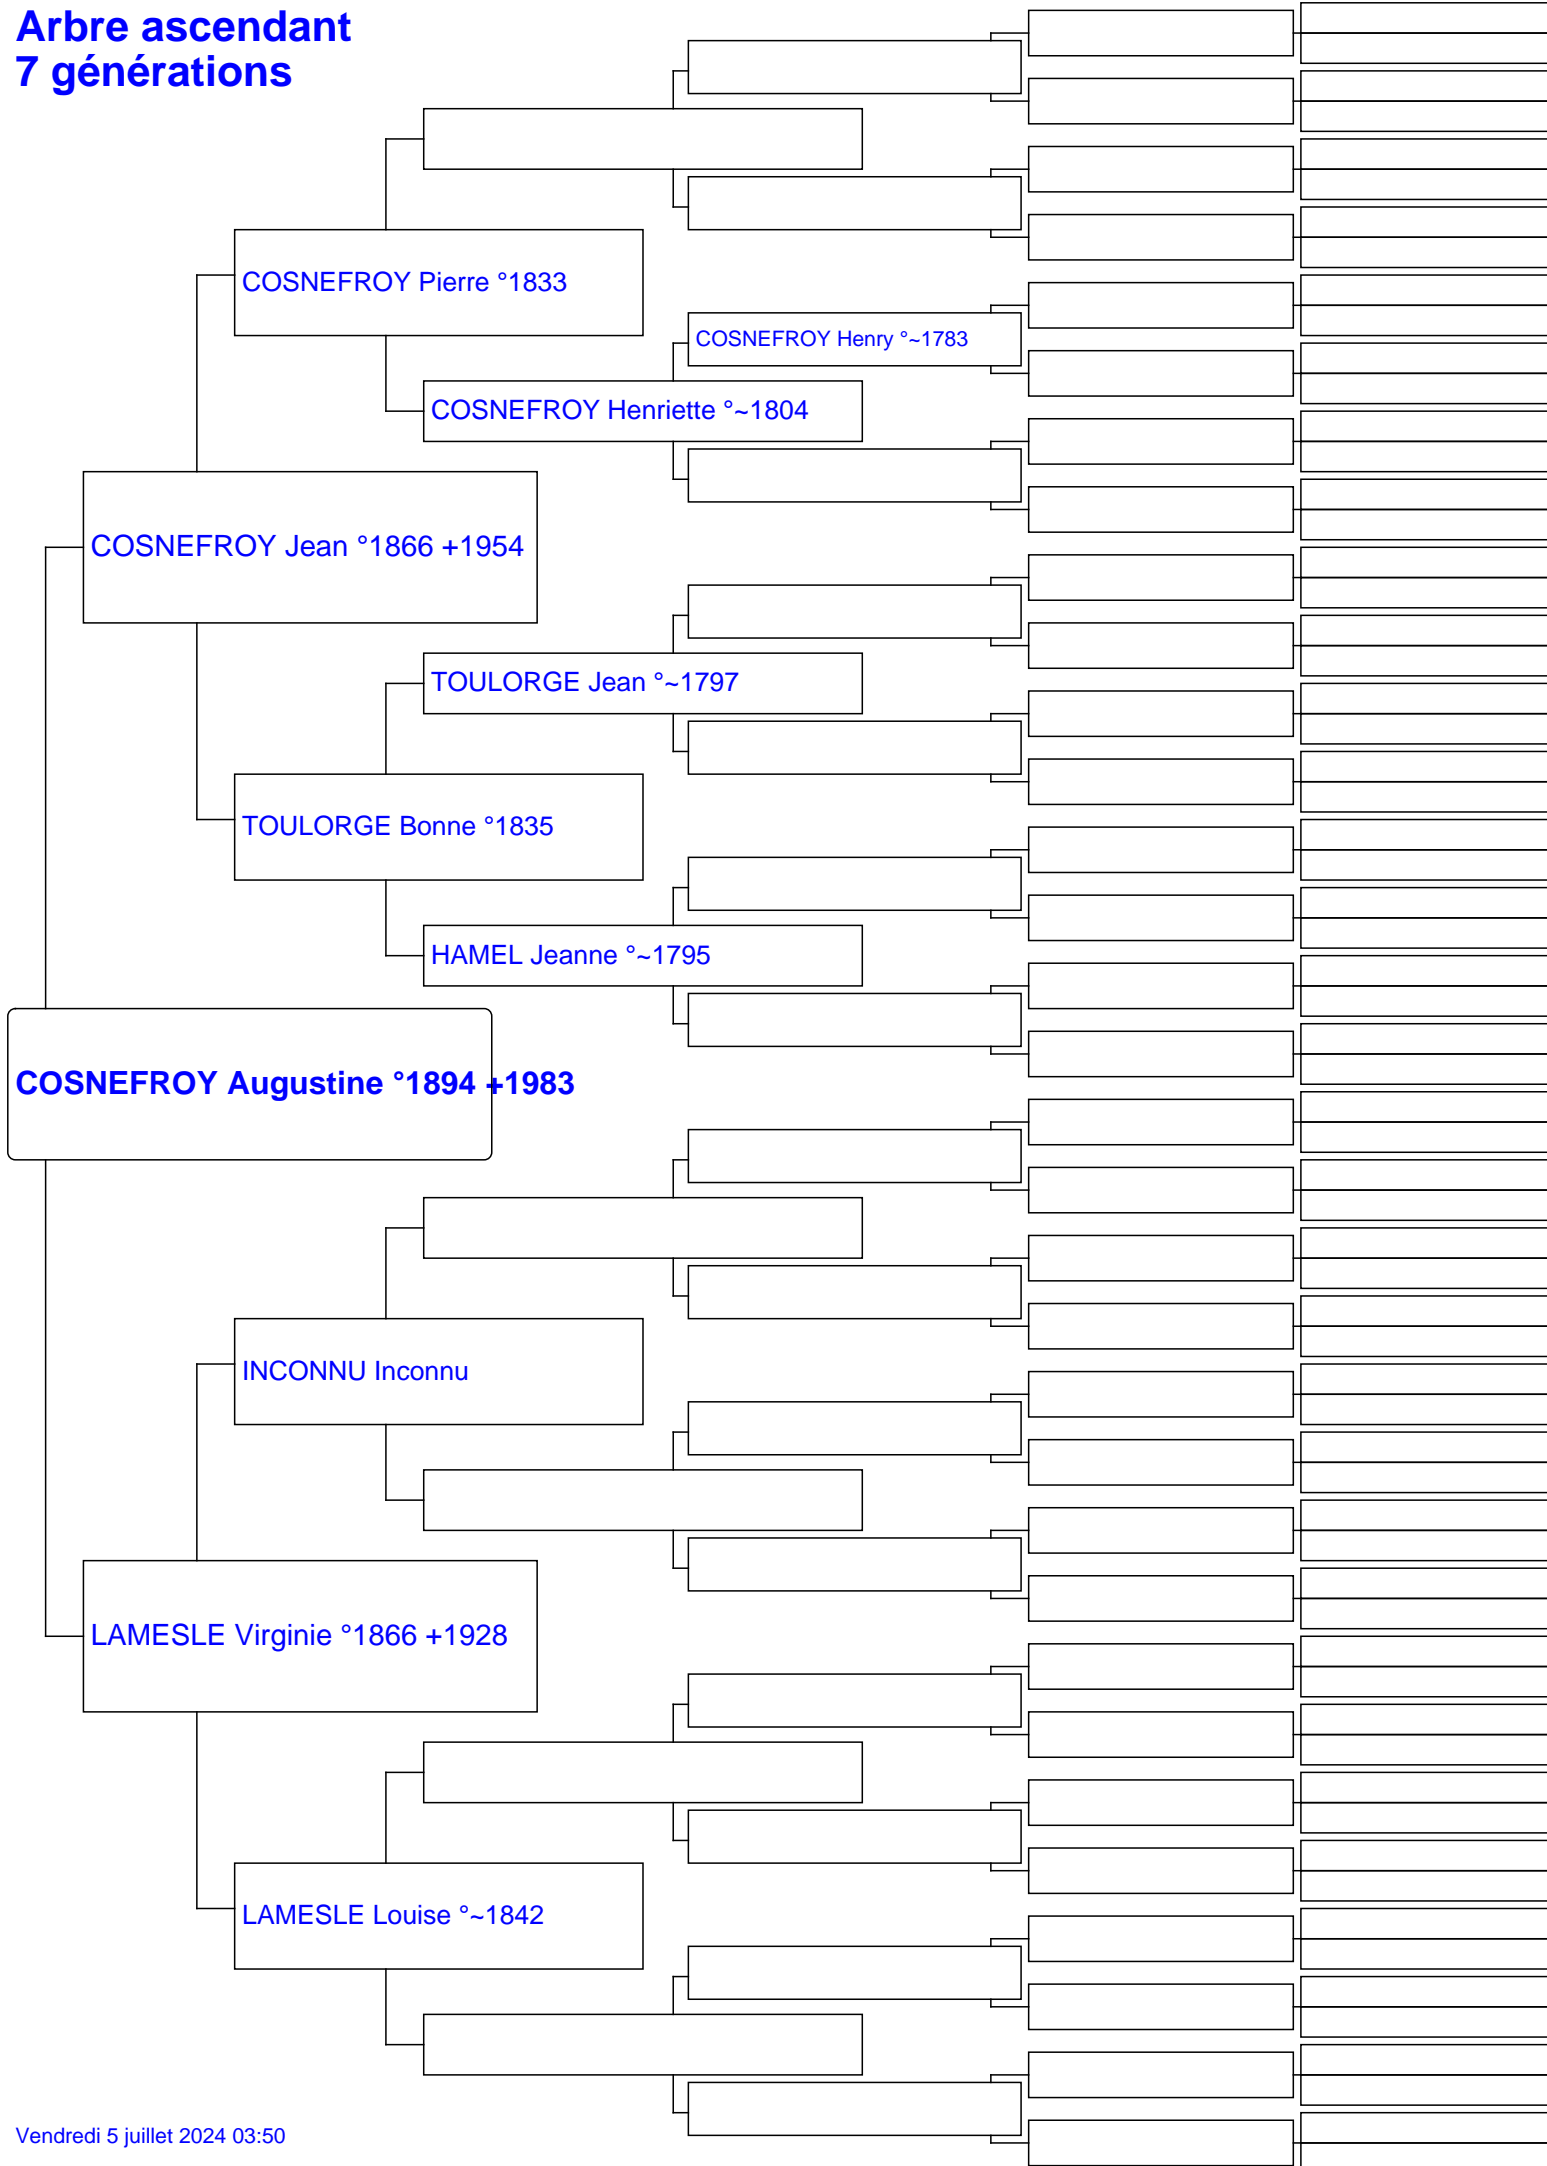 Arbre ascendant
7 générations
COSNEFROY Pierre °1833
COSNEFROY Henry °~1783
COSNEFROY Henriette °~1804
COSNEFROY Jean °1866 +1954
TOULORGE Jean °~1797
TOULORGE Bonne °1835
HAMEL Jeanne °~1795
COSNEFROY Augustine °1894 +1983
INCONNU Inconnu
LAMESLE Virginie °1866 +1928
LAMESLE Louise °~1842
Vendredi 5 juillet 2024 03:50